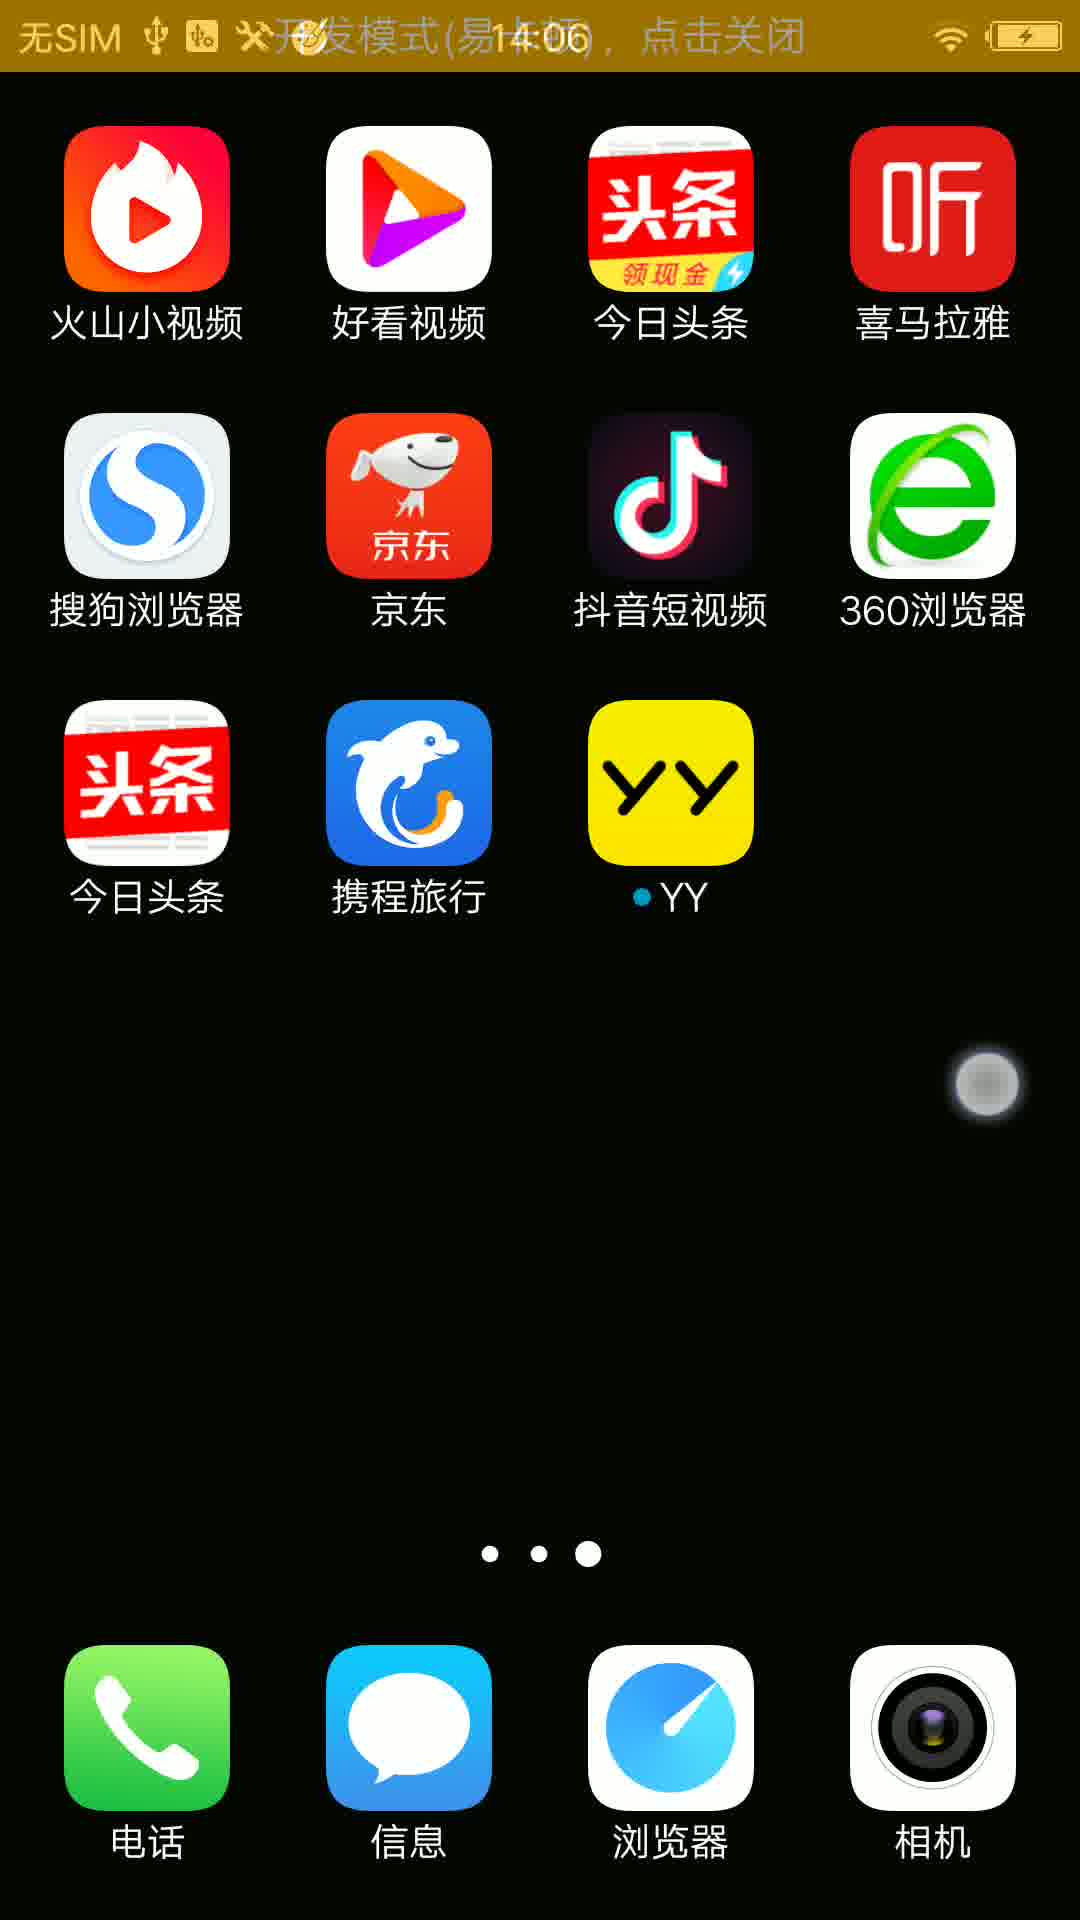 无SIM 开发模式(易卡顿)，点击关闭 14:06
头条 听
领现金
火山小视频 好看视频 今日头条 喜马拉雅
京东
搜狗浏览器 京东 抖音短视频 360浏览器
头条 YY
今日头条 携程旅行 YY
电话 信息 浏览器 相机